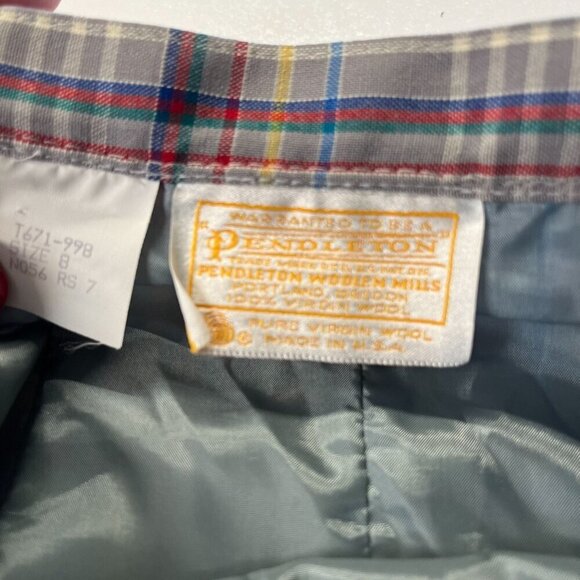 T671-99B
SIZE 8
N056 RS 7
WARRANTED TO BE A
"PENDLETON"
PENDLETON WOOLEN MILLS
PORTLAND, OREGON
100% VIRGIN WOOL
PURE VIRGIN WOOL
MADE IN U.S.A.